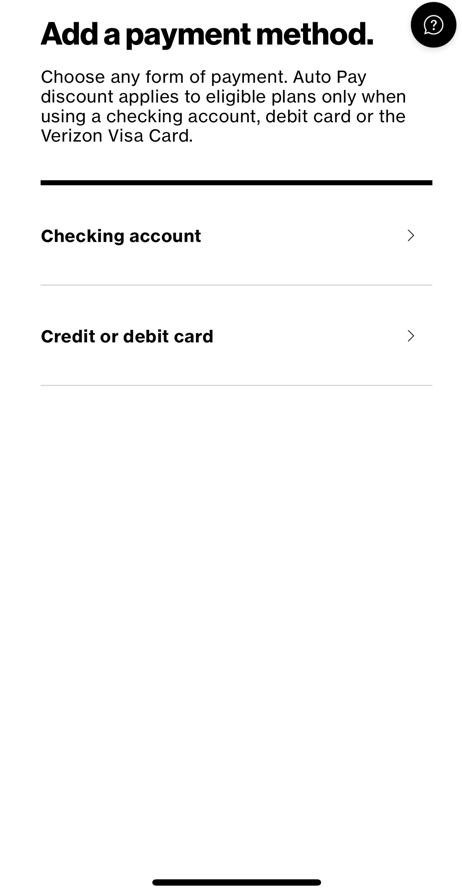 Add a payment method.
Choose any form of payment. Auto Pay
discount applies to eligible plans only when
using a checking account, debit card or the
Verizon Visa Card.
Checking account
Credit or debit card